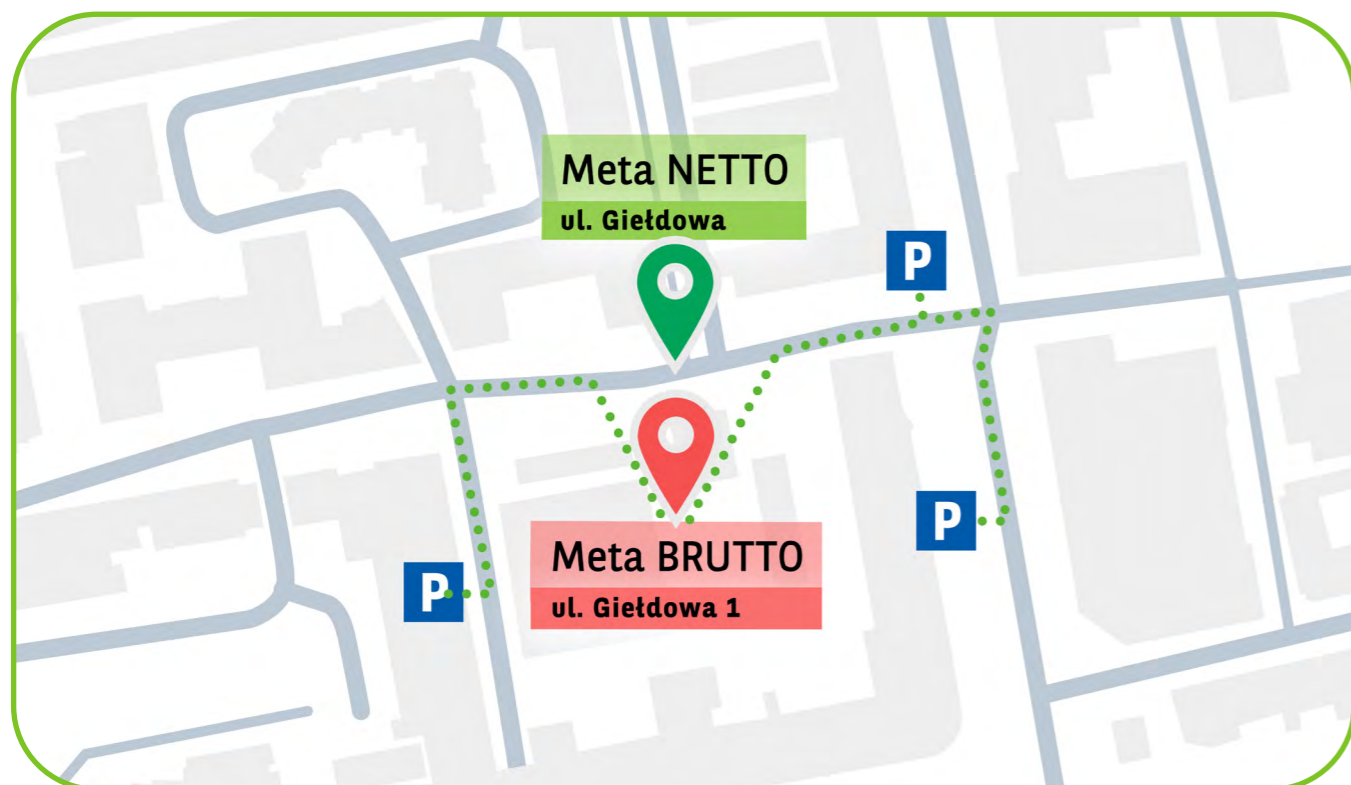 Meta NETTO
ul. Giełdowa
P
P
Meta BRUTTO
ul. Giełdowa 1
P